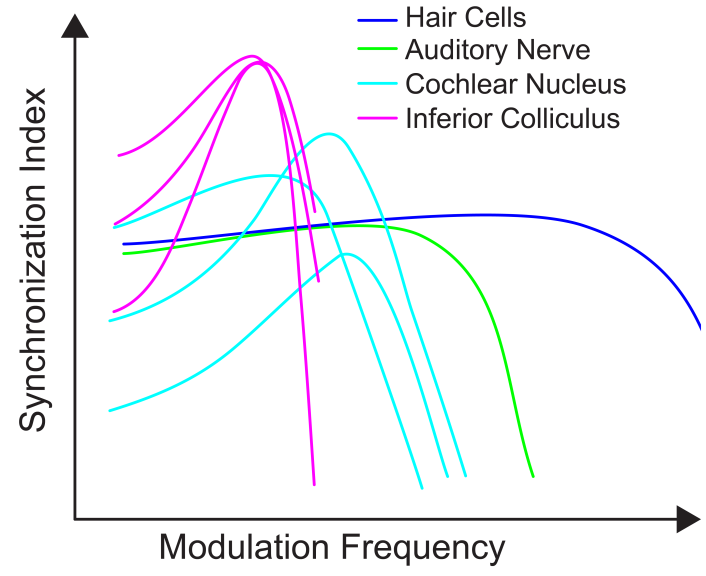 Hair Cells
Auditory Nerve
Cochlear Nucleus
Inferior Colliculus
Synchronization Index
Modulation Frequency